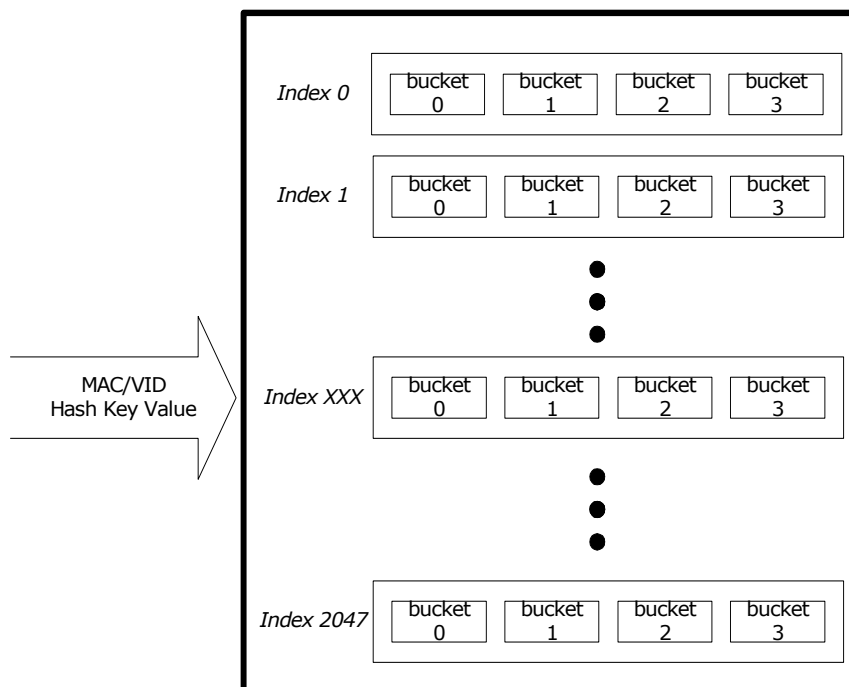 Index 0
bucket 0
bucket 1
bucket 2
bucket 3
Index 1
bucket 0
bucket 1
bucket 2
bucket 3
MAC/VID
Hash Key Value
Index XXX
bucket 0
bucket 1
bucket 2
bucket 3
Index 2047
bucket 0
bucket 1
bucket 2
bucket 3